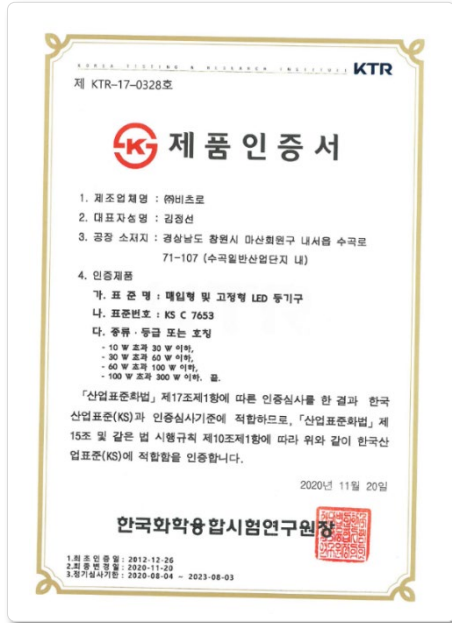 KOREA TESTING & RESEARCH INSTITUTE KTR
제 KTR-17-0328호
제품인증서
1. 제조업체명 : ㈜비츠로
2. 대표자성명 : 김정선
3. 공장 소재지 : 경상남도 창원시 마산회원구 내서읍 수곡로
71-107 (수곡일반산업단지 내)
4. 인증제품
가. 표 준 명 : 매입형 및 고정형 LED 등기구
나. 표준번호 : KS C 7653
다. 종류·등급 또는 호칭
- 10 W 초과 30 W 이하,
- 30 W 초과 60 W 이하,
- 60 W 초과 100 W 이하,
- 100 W 초과 300 W 이하. 끝.
「산업표준화법」제17조제1항에 따른 인증심사를 한 결과 한국
산업표준(KS)과 인증심사기준에 적합하므로, 「산업표준화법」제
15조 및 같은 법 시행규칙 제10조제1항에 따라 위와 같이 한국산
업표준(KS)에 적합함을 인증합니다.
2020년 11월 20일
한국화학융합시험연구원장
1.최초인증일 : 2012-12-26
2.최종변경일 : 2020-11-20
3.정기심사기한 : 2020-08-04 ~ 2023-08-03